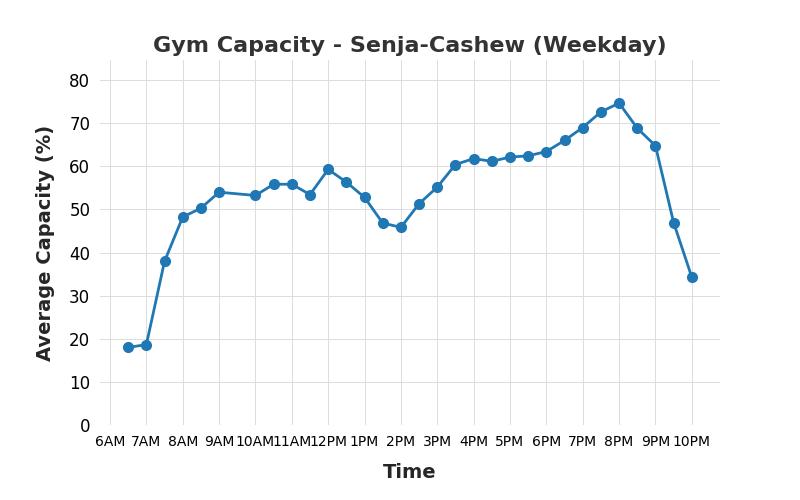 Gym Capacity - Senja-Cashew (Weekday)
Average Capacity (%)
80
70
60
50
40
30
20
10
0
6AM 7AM 8AM 9AM 10AM 11AM 12PM 1PM 2PM 3PM 4PM 5PM 6PM 7PM 8PM 9PM 10PM
Time